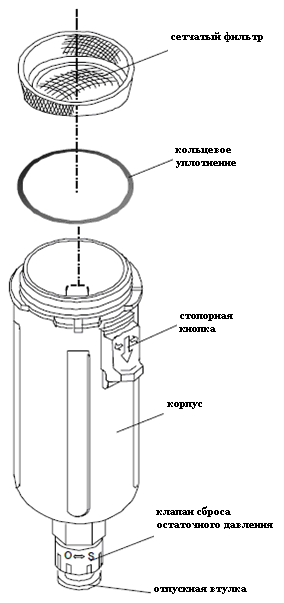 сетчатый фильтр
кольцевое
уплотнение
стопорная
кнопка
корпус
клапан сброса
остаточного давления
O ⇔ S
отпускная втулка